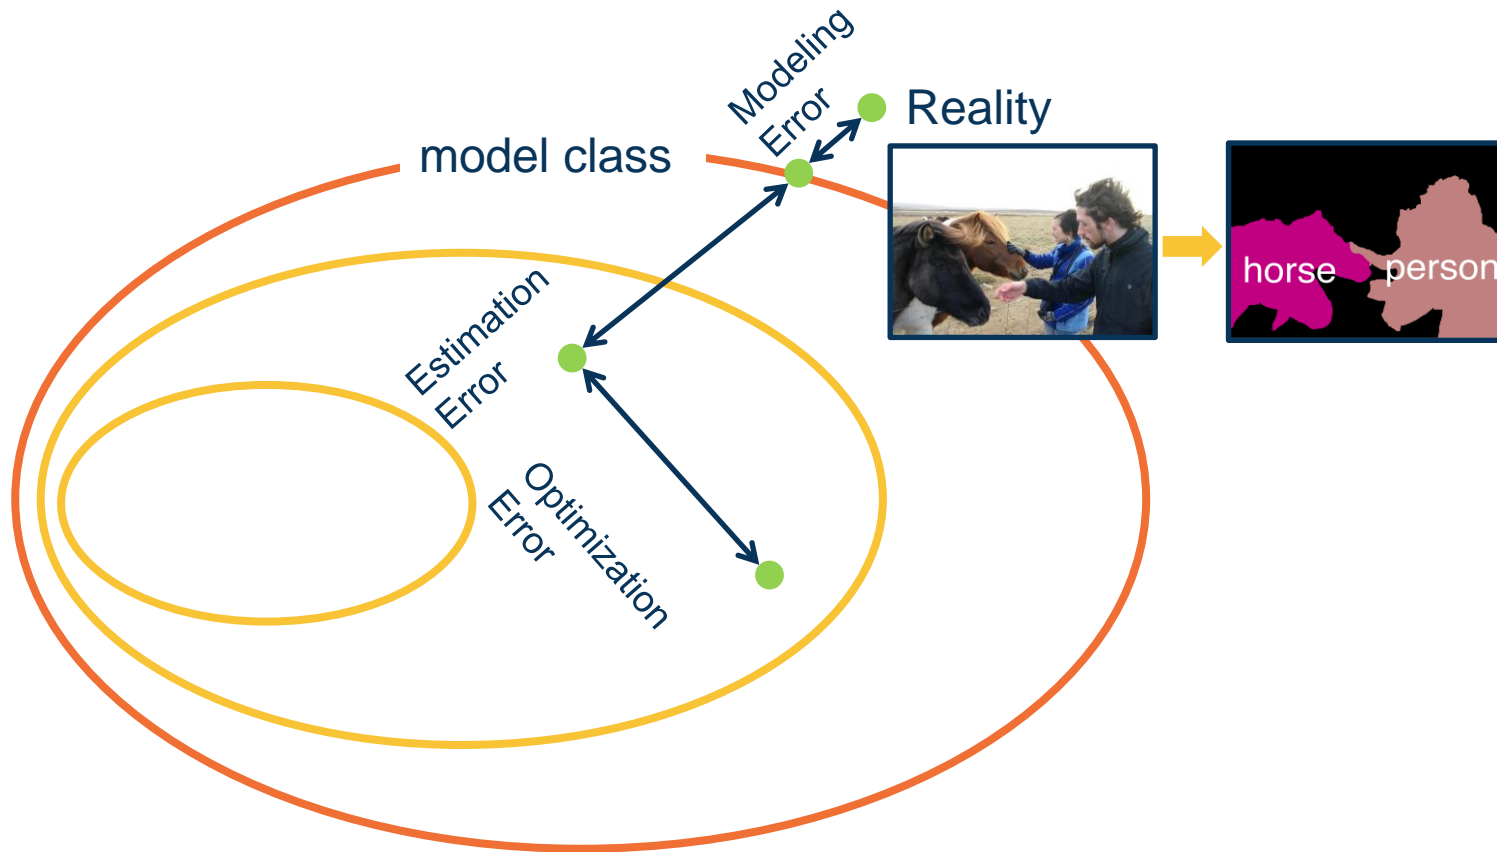 Modeling
Error
Reality
model class
horse
person
Estimation
Error
Optimization
Error